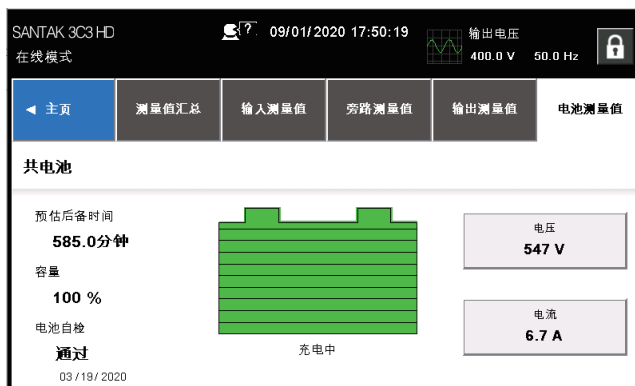 SANTAK 3C3 HD
? 09/01/2020 17:50:19
输出电压
在线模式
400.0 V 50.0 Hz
◄ 主页 测量值汇总 输入测量值 旁路测量值 输出测量值 电池测量值
共电池
预估后备时间
585.0分钟
容量
100 %
电池自检
通过
03/19/2020
充电中
电压
547 V
电流
6.7 A